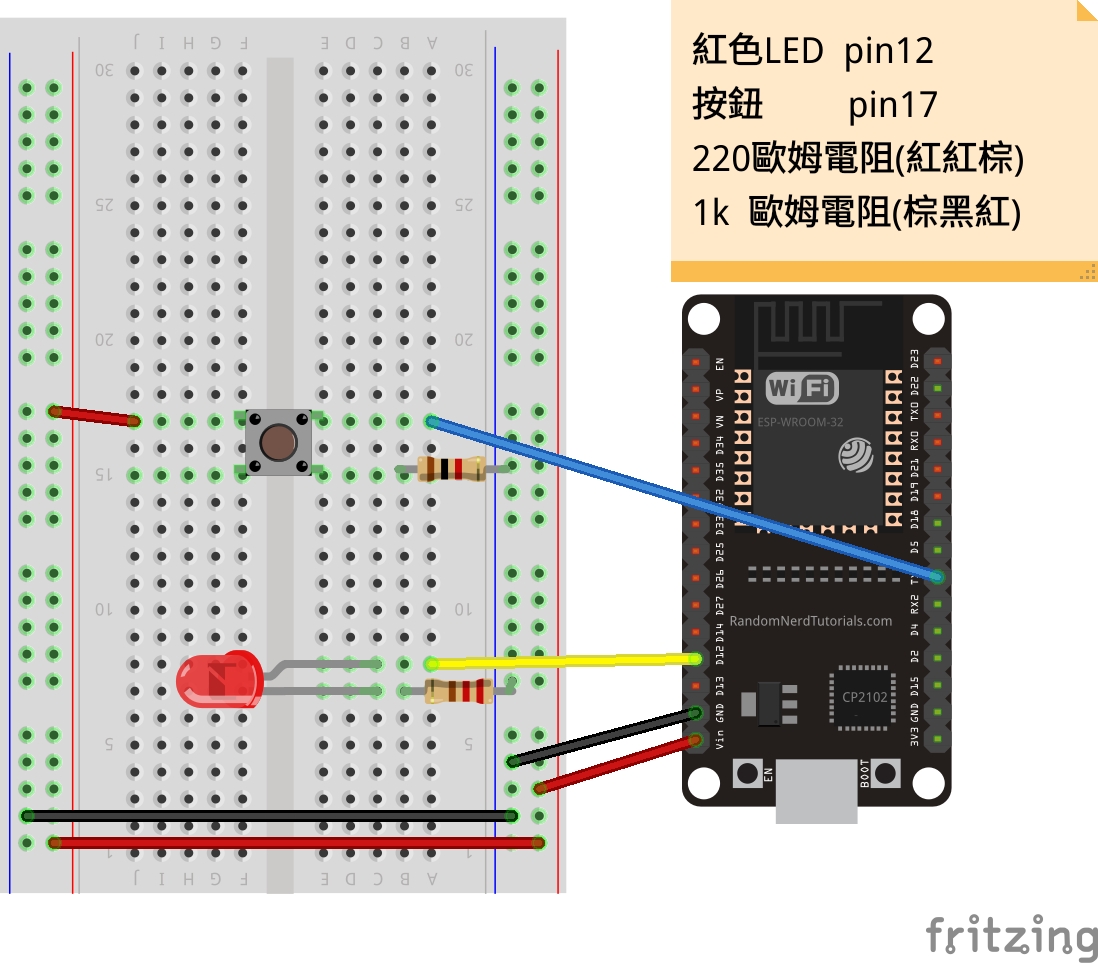 紅色LED pin12
按鈕 pin17
220歐姆電阻(紅紅棕)
1k 歐姆電阻(棕黑紅)
J I H G F E D C B A
30 30
25 25
20 20
15 15
10 10
5 5
1 1
J I H G F E D C B A
EN
VP
VN
D34
D35
D33
D25
D26
D27
D14
D12
D13
GND
Vin
D23
D22
TX0
RX0
D21
D19
D18
D5
RX2
D4
D2
D15
GND
3V3
WiFi
ESP-WROOM-32
RandomNerdTutorials.com
CP2102
EN
BOOT
fritzing